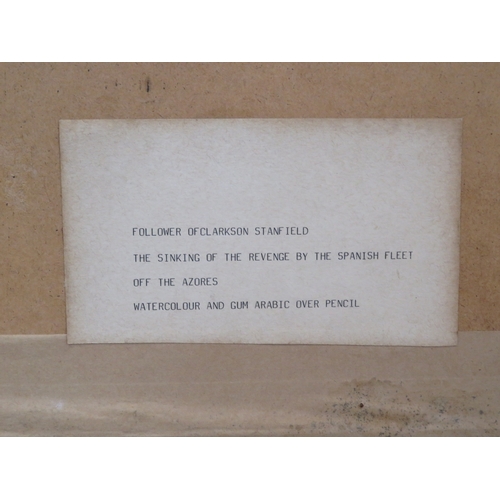 FOLLOWER OFCLARKSON STANFIELD
THE SINKING OF THE REVENGE BY THE SPANISH FLEET
OFF THE AZORES
WATERCOLOUR AND GUM ARABIC OVER PENCIL